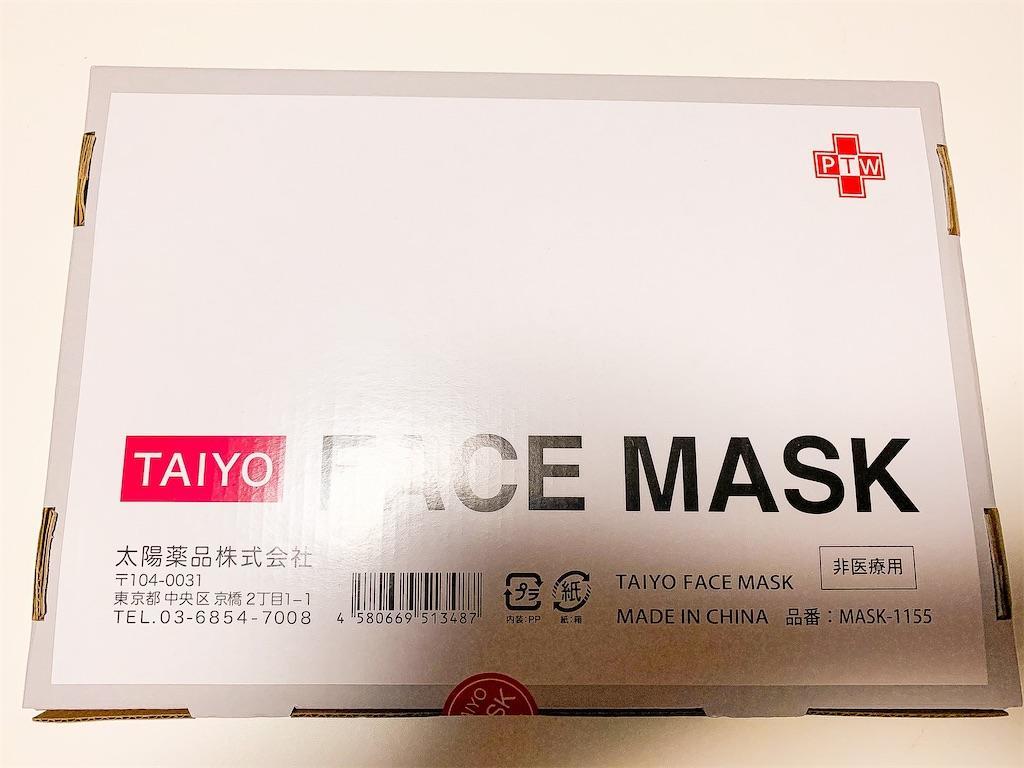 PTW
TAIYO FACE MASK
太陽薬品株式会社
〒104-0031
東京都 中央区 京橋 2丁目1-1
TEL.03-6854-7008
4 580669 513487
プラ
内装:PP
紙
紙:箱
TAIYO FACE MASK
非医療用
MADE IN CHINA 品番：MASK-1155